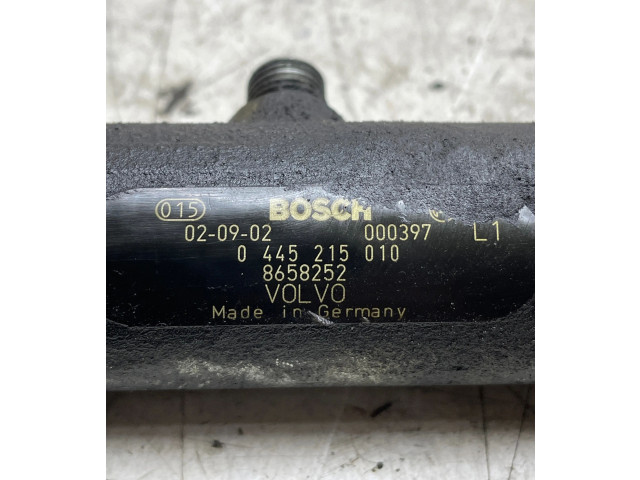 015 BOSCH
02-09-02 000397 L1
0 445 215 010
8658252
VOLVO
Made in Germany